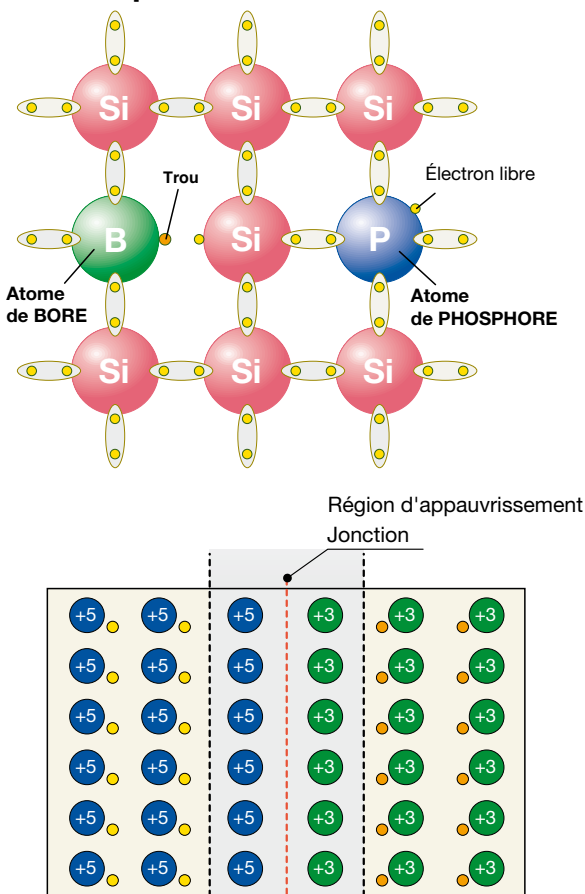 Si Si Si
Trou
Électron libre
B Si P
Atome
de BORE
Atome
de PHOSPHORE
Si Si Si
Région d'appauvrissement
Jonction
+5 +5 +5 +3 +3 +3
+5 +5 +5 +3 +3 +3
+5 +5 +5 +3 +3 +3
+5 +5 +5 +3 +3 +3
+5 +5 +5 +3 +3 +3
+5 +5 +5 +3 +3 +3